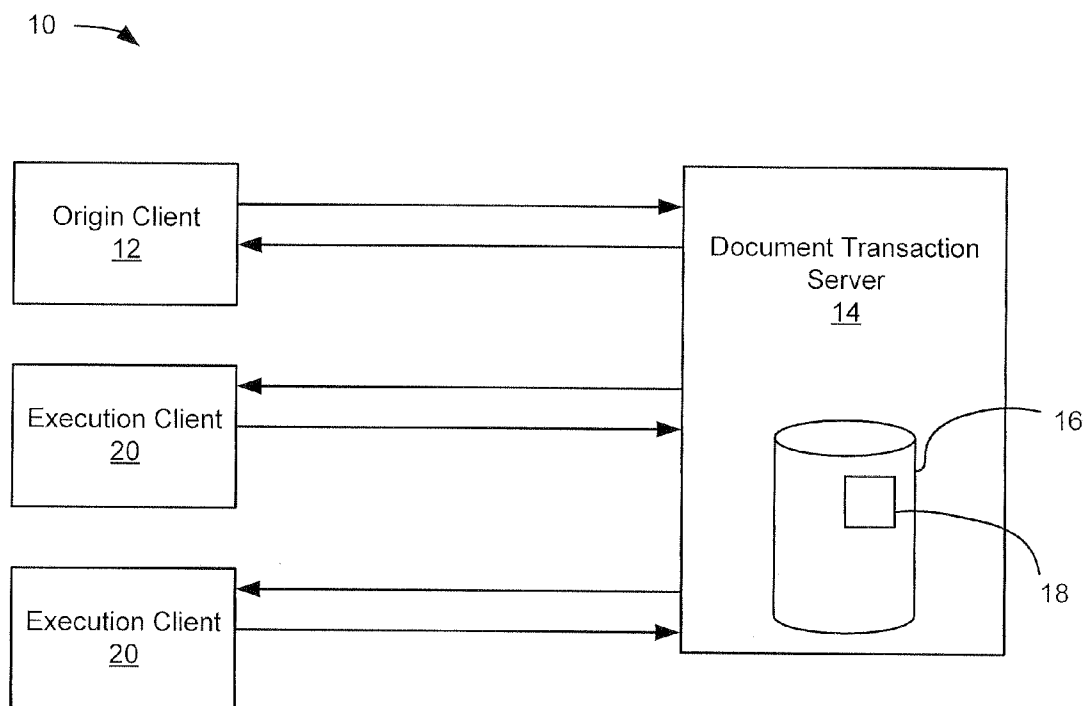 10
Origin Client
12
Document Transaction
Server
14
Execution Client
20
16
18
Execution Client
20